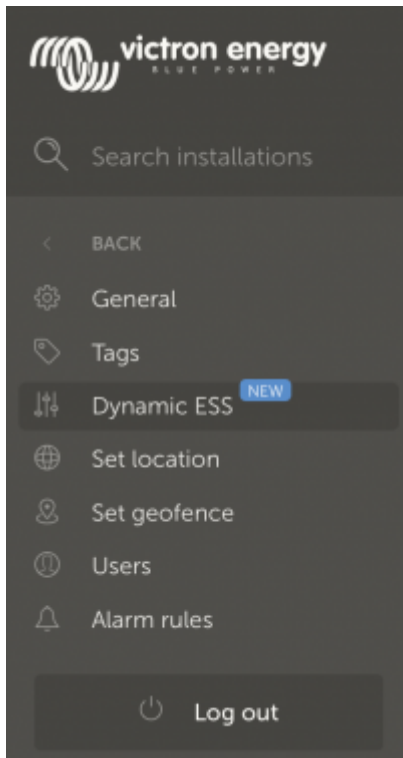 victron energy
BLUE POWER
Search installations
BACK
General
Tags
Dynamic ESS NEW
Set location
Set geofence
Users
Alarm rules
Log out